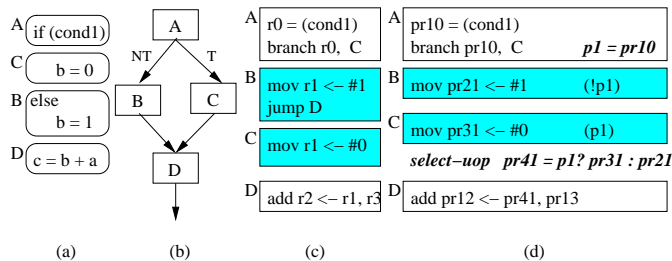 A
if (cond1)
C
b = 0
B
else
b = 1
D
c = b + a
(a)
A
NT
T
B
C
D
(b)
A
r0 = (cond1)
branch r0, C
B
mov r1 <− #1
jump D
C
mov r1 <− #0
D
add r2 <− r1, r3
(c)
A
pr10 = (cond1)
branch pr10, C p1 = pr10
B
mov pr21 <− #1 (!p1)
C
mov pr31 <− #0 (p1)
select−uop pr41 = p1? pr31 : pr21
D
add pr12 <− pr41, pr13
(d)